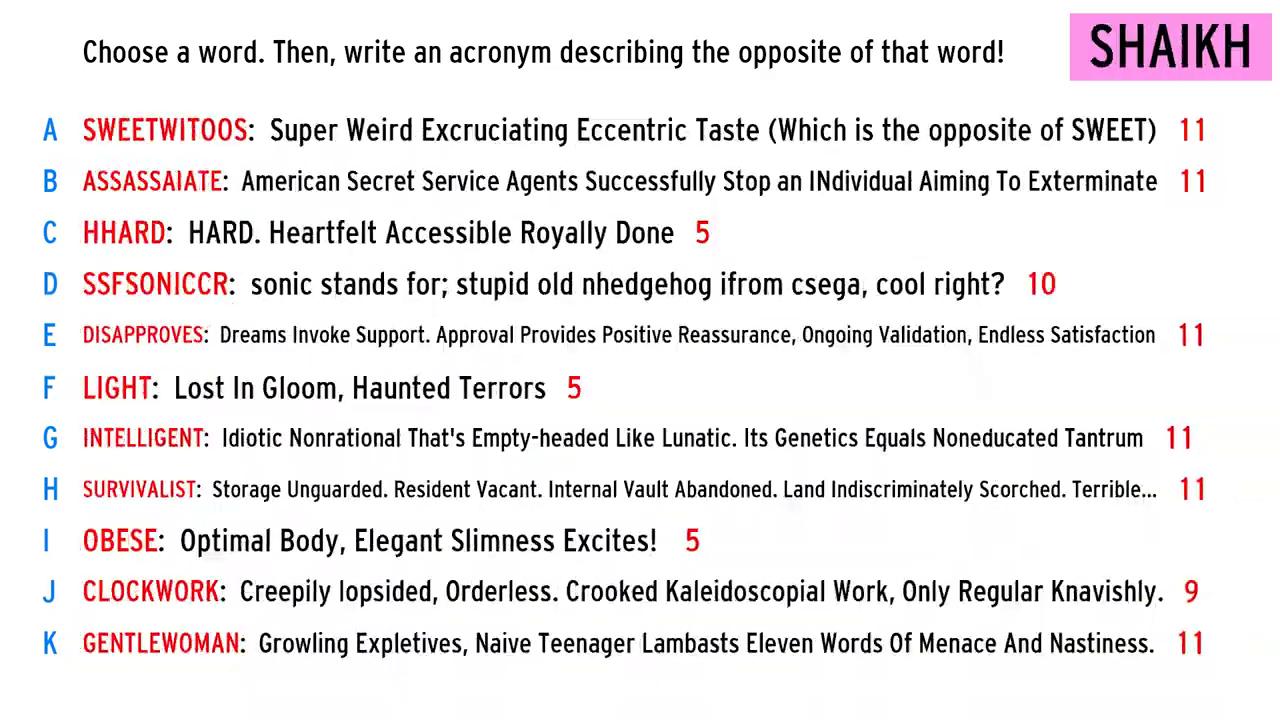 Choose a word. Then, write an acronym describing the opposite of that word!
SHAIKH
A SWEETWITOOS: Super Weird Excruciating Eccentric Taste (Which is the opposite of SWEET) 11
B ASSASSAIATE: American Secret Service Agents Successfully Stop an INdividual Aiming To Exterminate 11
C HHARD: HARD. Heartfelt Accessible Royally Done 5
D SSFSONICCR: sonic stands for; stupid old nhedgehog ifrom csega, cool right? 10
E DISAPPROVES: Dreams Invoke Support. Approval Provides Positive Reassurance, Ongoing Validation, Endless Satisfaction 11
F LIGHT: Lost In Gloom, Haunted Terrors 5
G INTELLIGENT: Idiotic Nonrational That's Empty-headed Like Lunatic. Its Genetics Equals Noneducated Tantrum 11
H SURVIVALIST: Storage Unguarded. Resident Vacant. Internal Vault Abandoned. Land Indiscriminately Scorched. Terrible... 11
I OBESE: Optimal Body, Elegant Slimness Excites! 5
J CLOCKWORK: Creepily lopsided, Orderless. Crooked Kaleidoscopial Work, Only Regular Knavishly. 9
K GENTLEWOMAN: Growling Expletives, Naive Teenager Lambasts Eleven Words Of Menace And Nastiness. 11